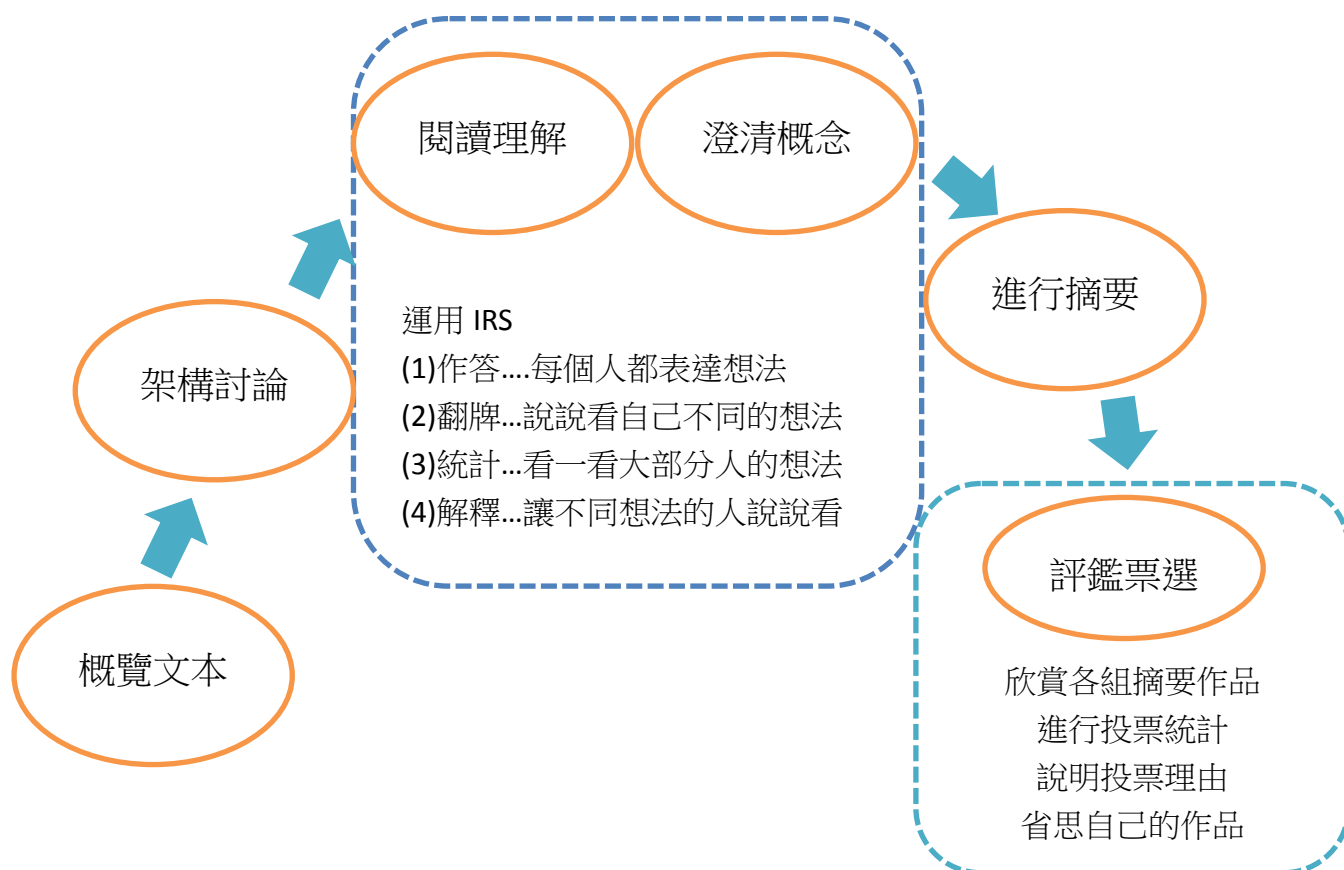 閱讀理解
澄清概念
進行摘要
運用 IRS
(1)作答....每個人都表達想法
(2)翻牌...說說看自己不同的想法
(3)統計...看一看大部分人的想法
(4)解釋...讓不同想法的人說說看
架構討論
概覽文本
評鑑票選
欣賞各組摘要作品
進行投票統計
說明投票理由
省思自己的作品